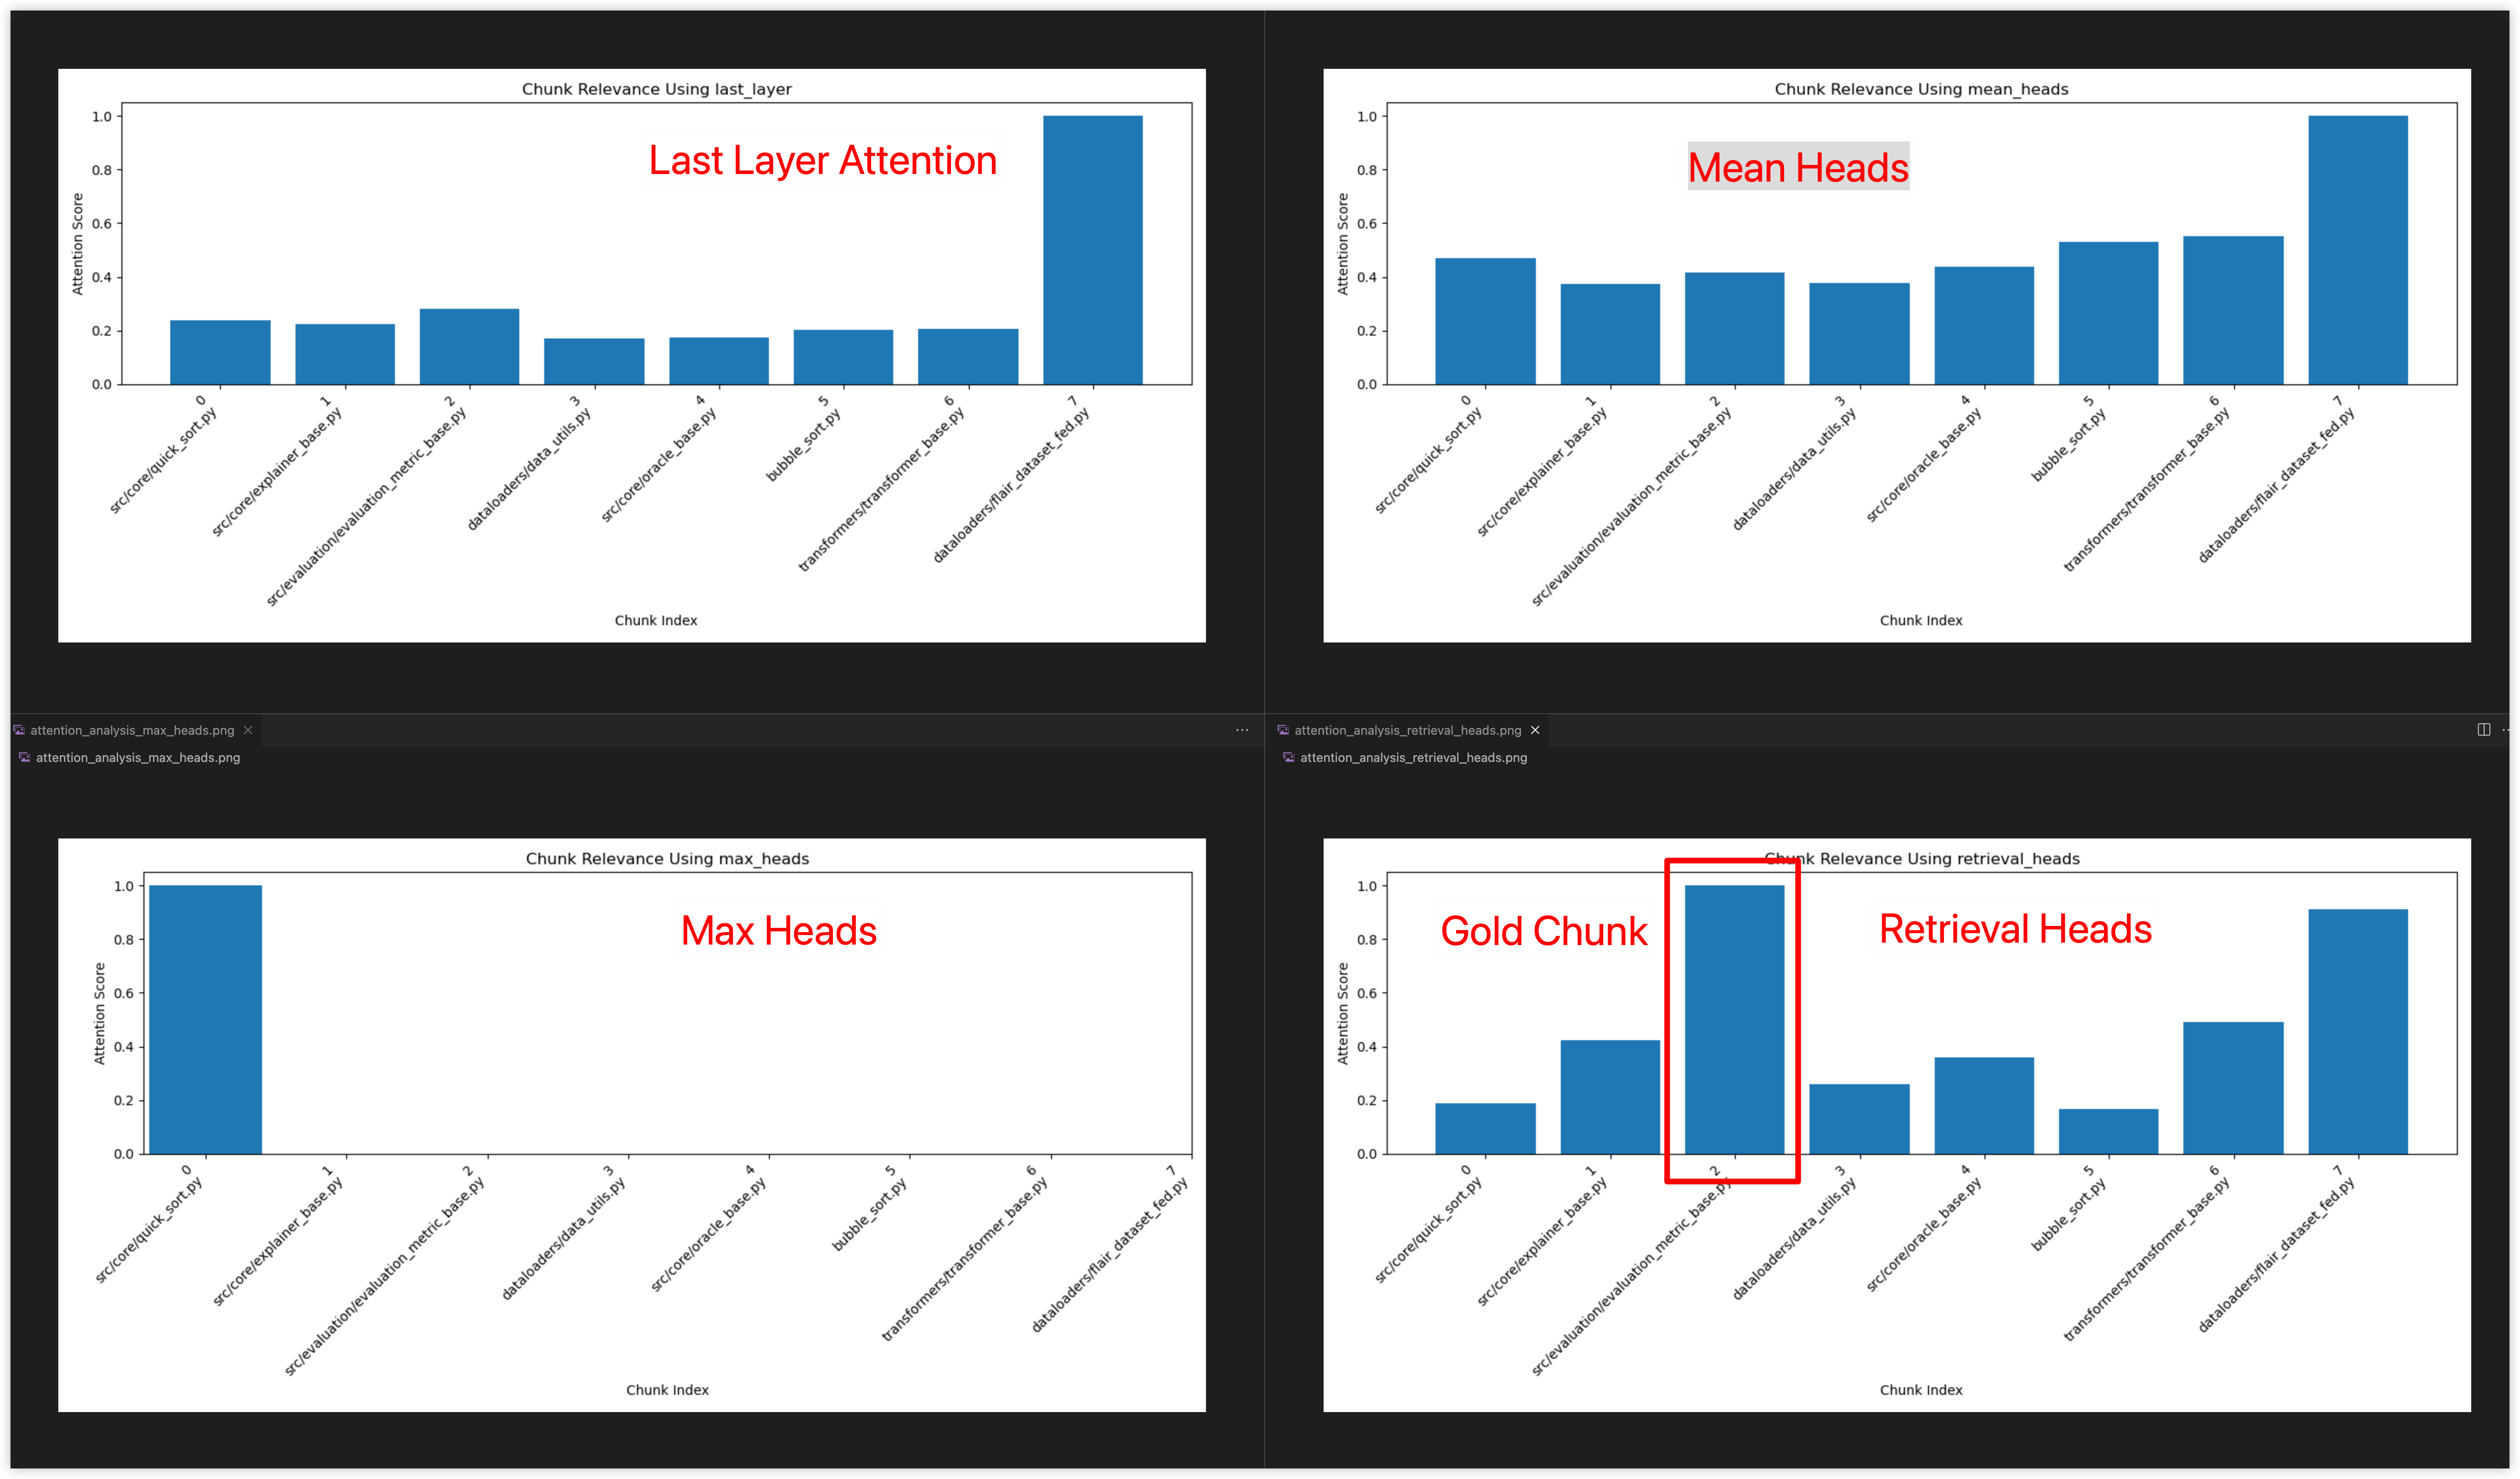 Chunk Relevance Using last_layer
Last Layer Attention
Attention Score
1.0
0.8
0.6
0.4
0.2
0.0
0
src/core/quick_sort.py
1
src/core/explainer_base.py
2
src/evaluation/evaluation_metric_base.py
3
dataloaders/data_utils.py
4
src/core/oracle_base.py
5
bubble_sort.py
6
transformers/transformer_base.py
7
dataloaders/flair_dataset_fed.py
Chunk Index
Chunk Relevance Using mean_heads
Mean Heads
Attention Score
1.0
0.8
0.6
0.4
0.2
0.0
0
src/core/quick_sort.py
1
src/core/explainer_base.py
2
src/evaluation/evaluation_metric_base.py
3
dataloaders/data_utils.py
4
src/core/oracle_base.py
5
bubble_sort.py
6
transformers/transformer_base.py
7
dataloaders/flair_dataset_fed.py
Chunk Index
attention_analysis_max_heads.png
attention_analysis_max_heads.png
Chunk Relevance Using max_heads
Max Heads
Attention Score
1.0
0.8
0.6
0.4
0.2
0.0
0
src/core/quick_sort.py
1
src/core/explainer_base.py
2
src/evaluation/evaluation_metric_base.py
3
dataloaders/data_utils.py
4
src/core/oracle_base.py
5
bubble_sort.py
6
transformers/transformer_base.py
7
dataloaders/flair_dataset_fed.py
Chunk Index
attention_analysis_retrieval_heads.png
attention_analysis_retrieval_heads.png
Chunk Relevance Using retrieval_heads
Gold Chunk
Retrieval Heads
Attention Score
1.0
0.8
0.6
0.4
0.2
0.0
0
src/core/quick_sort.py
1
src/core/explainer_base.py
2
src/evaluation/evaluation_metric_base.py
3
dataloaders/data_utils.py
4
src/core/oracle_base.py
5
bubble_sort.py
6
transformers/transformer_base.py
7
dataloaders/flair_dataset_fed.py
Chunk Index